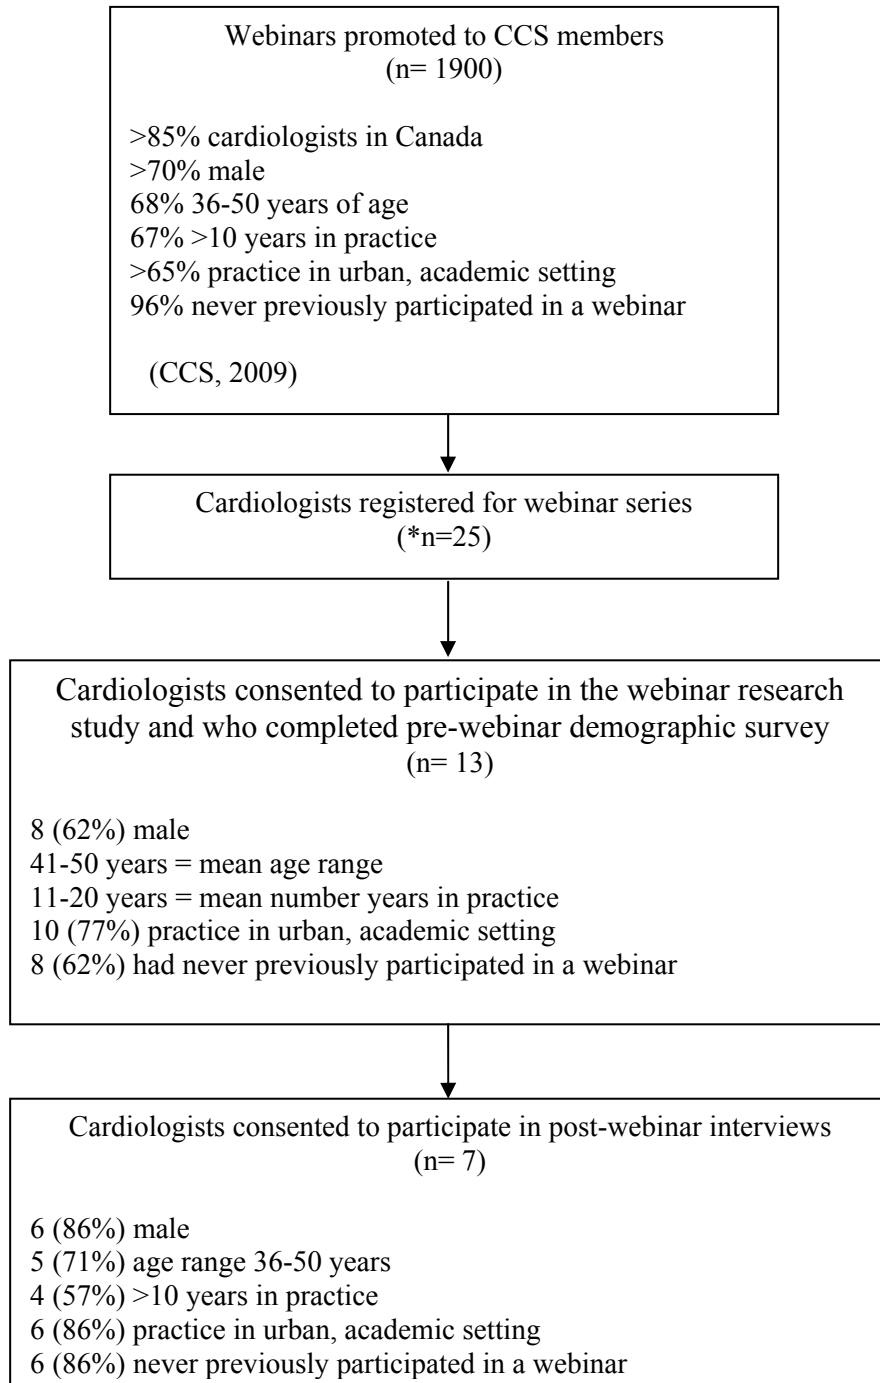 Webinars promoted to CCS members
(n= 1900)
>85% cardiologists in Canada
>70% male
68% 36-50 years of age
67% >10 years in practice
>65% practice in urban, academic setting
96% never previously participated in a webinar
(CCS, 2009)
Cardiologists registered for webinar series
(*n=25)
Cardiologists consented to participate in the webinar research
study and who completed pre-webinar demographic survey
(n= 13)
8 (62%) male
41-50 years = mean age range
11-20 years = mean number years in practice
10 (77%) practice in urban, academic setting
8 (62%) had never previously participated in a webinar
Cardiologists consented to participate in post-webinar interviews
(n= 7)
6 (86%) male
5 (71%) age range 36-50 years
4 (57%) >10 years in practice
6 (86%) practice in urban, academic setting
6 (86%) never previously participated in a webinar